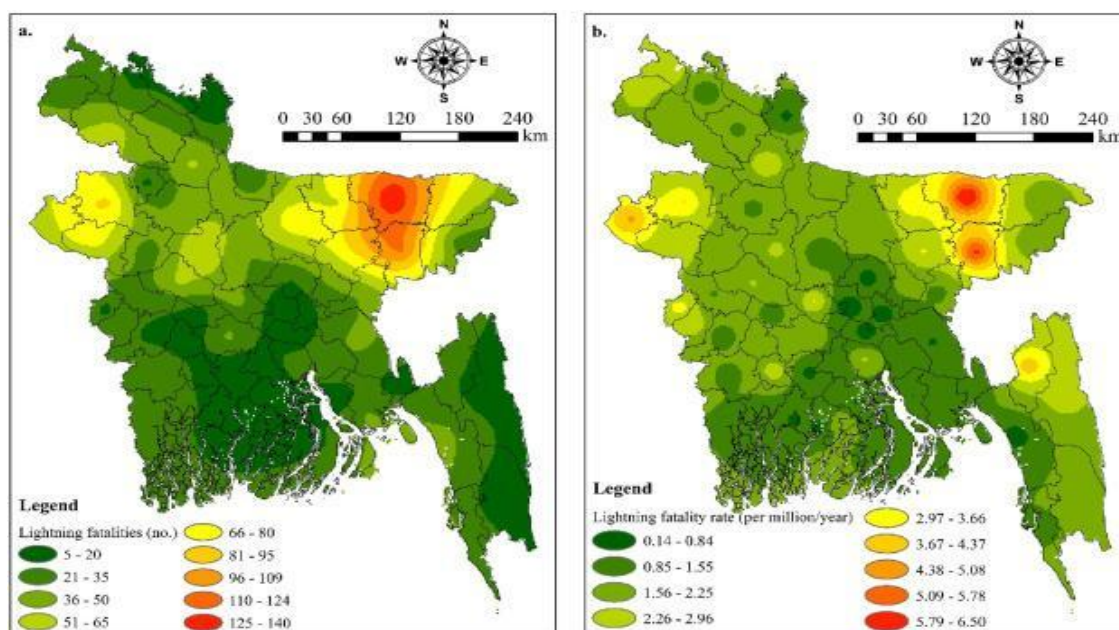 a.
N
W E
S
0 30 60 120 180 240
km
Legend
Lightning fatalities (no.)
5 - 20
21 - 35
36 - 50
51 - 65
66 - 80
81 - 95
96 - 109
110 - 124
125 - 140
b.
N
W E
S
0 30 60 120 180 240
km
Legend
Lightning fatality rate (per million/year)
0.14 - 0.84
0.85 - 1.55
1.56 - 2.25
2.26 - 2.96
2.97 - 3.66
3.67 - 4.37
4.38 - 5.08
5.09 - 5.78
5.79 - 6.50